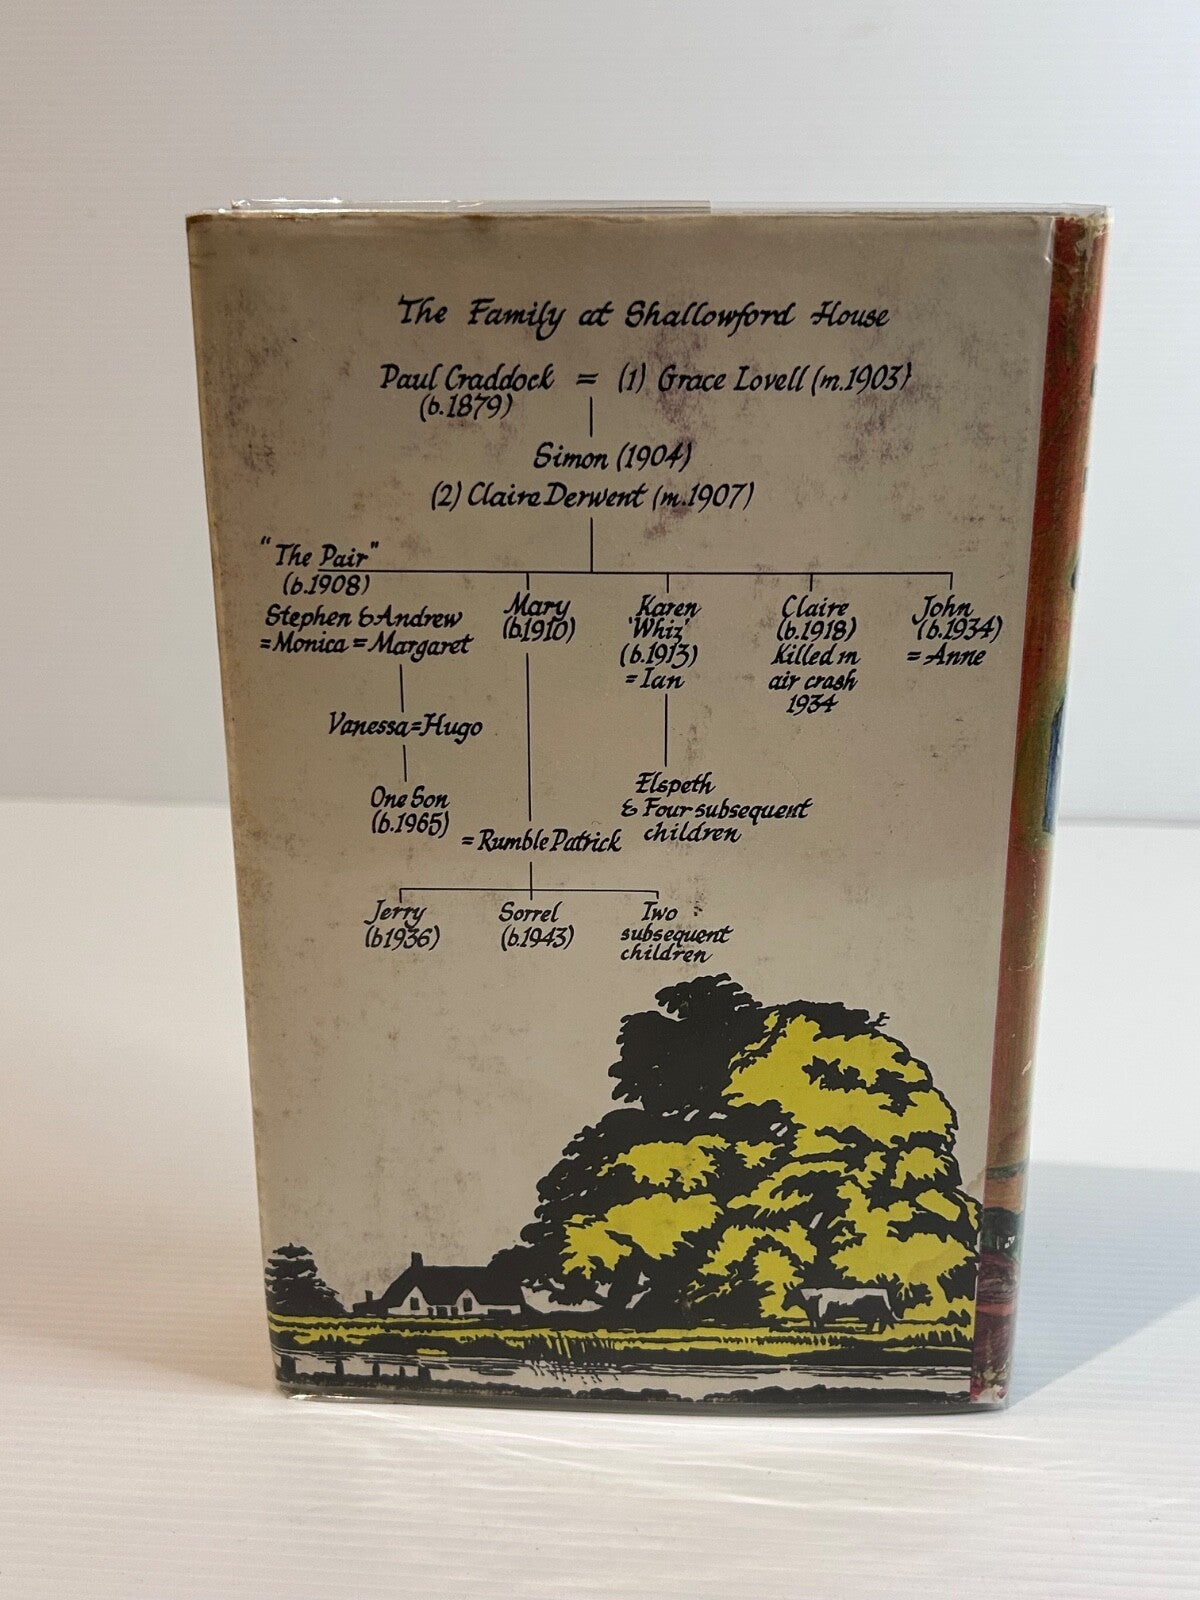 The Family at Shallowford House
Paul Craddock = (1) Grace Lovell (m.1903)
(b.1879)
Simon (1904)
(2) Claire Derwent (m.1907)
"The Pair"
(b.1908)
Stephen & Andrew
=Monica = Margaret
Mary
(b.1910)
Karen
'Whiz'
(b.1913)
= Ian
Claire
(b.1918)
Killed in
air crash
1934
John
(b.1934)
= Anne
Vanessa=Hugo
One Son
(b.1965)
Elspeth
& Four subsequent
children
= Rumble Patrick
Jerry
(b1936)
Sorrel
(b.1943)
Two
subsequent
children